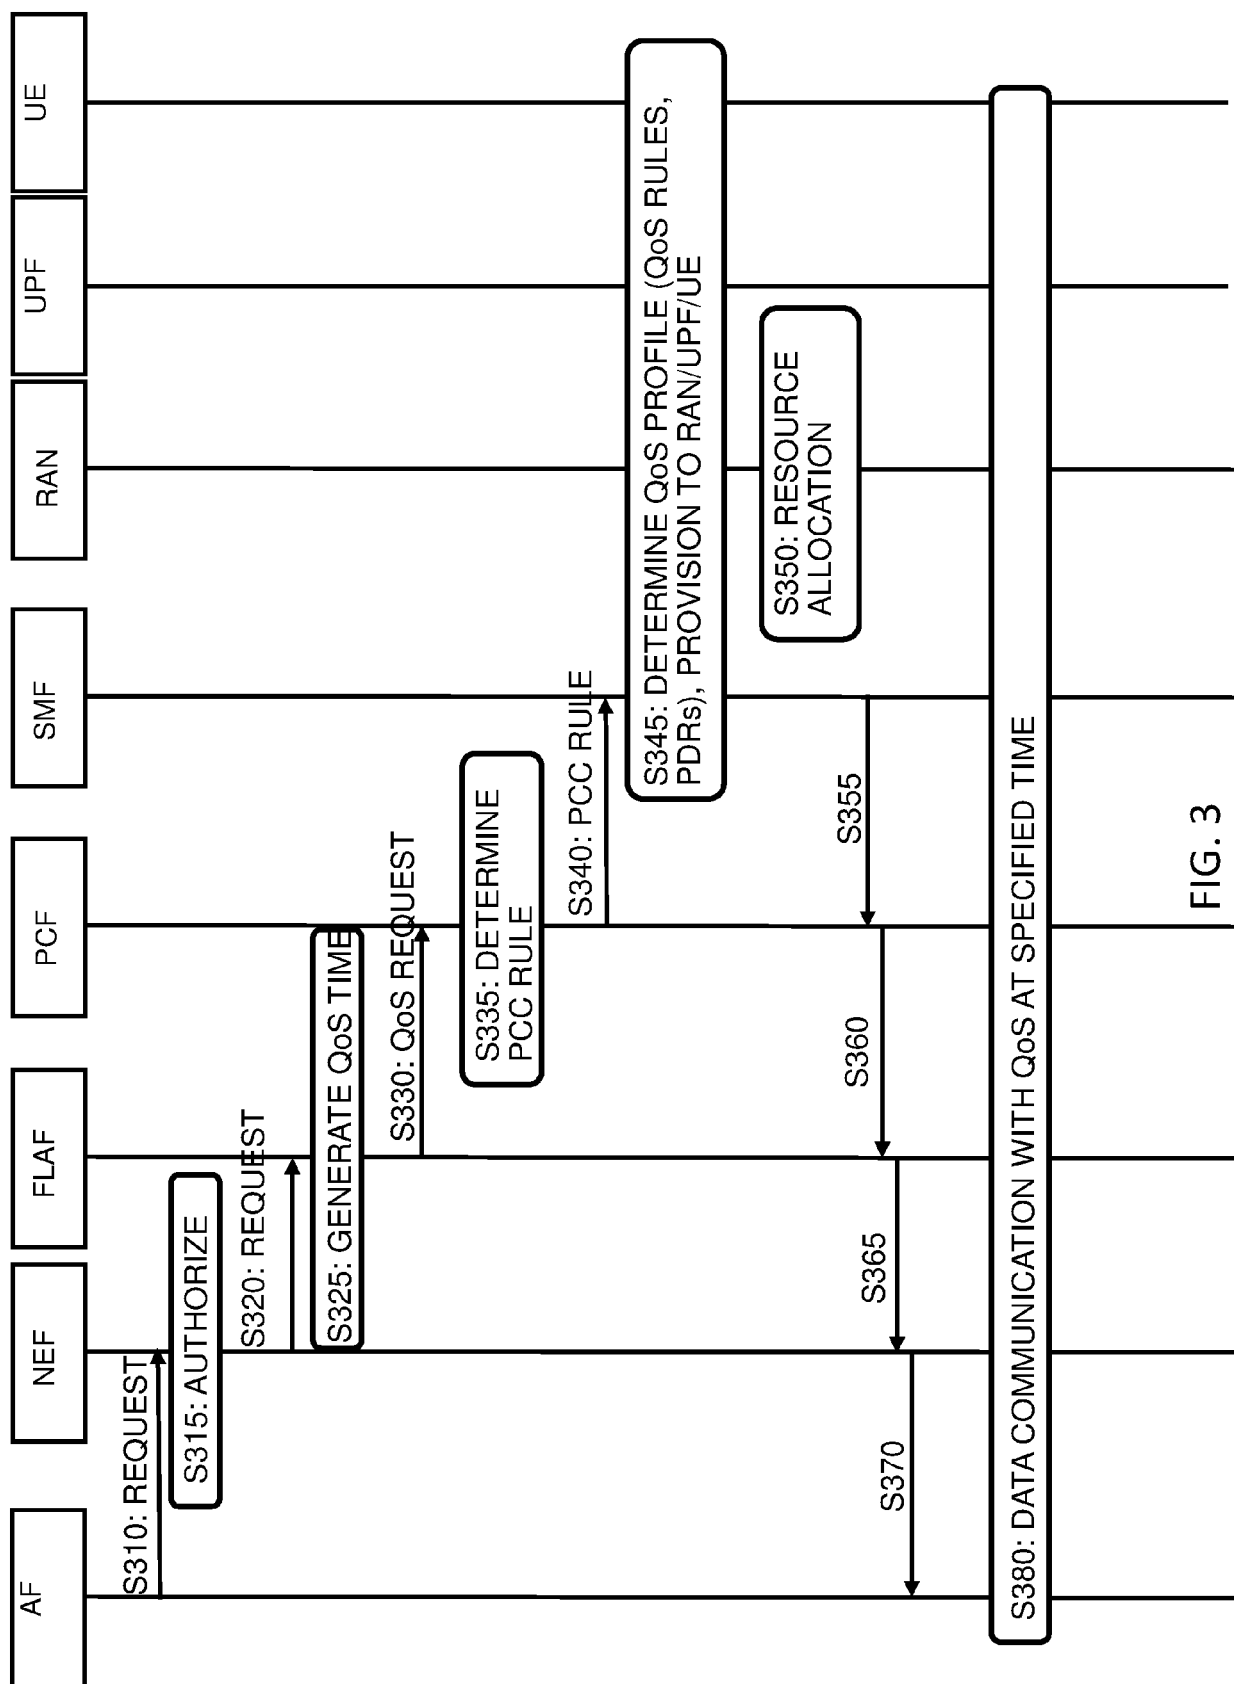 AF
NEF
FLAF
PCF
SMF
RAN
UPF
UE
S310: REQUEST
S315: AUTHORIZE
S320: REQUEST
S325: GENERATE QoS TIME
S330: QoS REQUEST
S335: DETERMINE
PCC RULE
S340: PCC RULE
S345: DETERMINE QoS PROFILE (QoS RULES,
PDRs), PROVISION TO RAN/UPF/UE
S350: RESOURCE
ALLOCATION
S355
S360
S365
S370
S380: DATA COMMUNICATION WITH QoS AT SPECIFIED TIME
FIG. 3